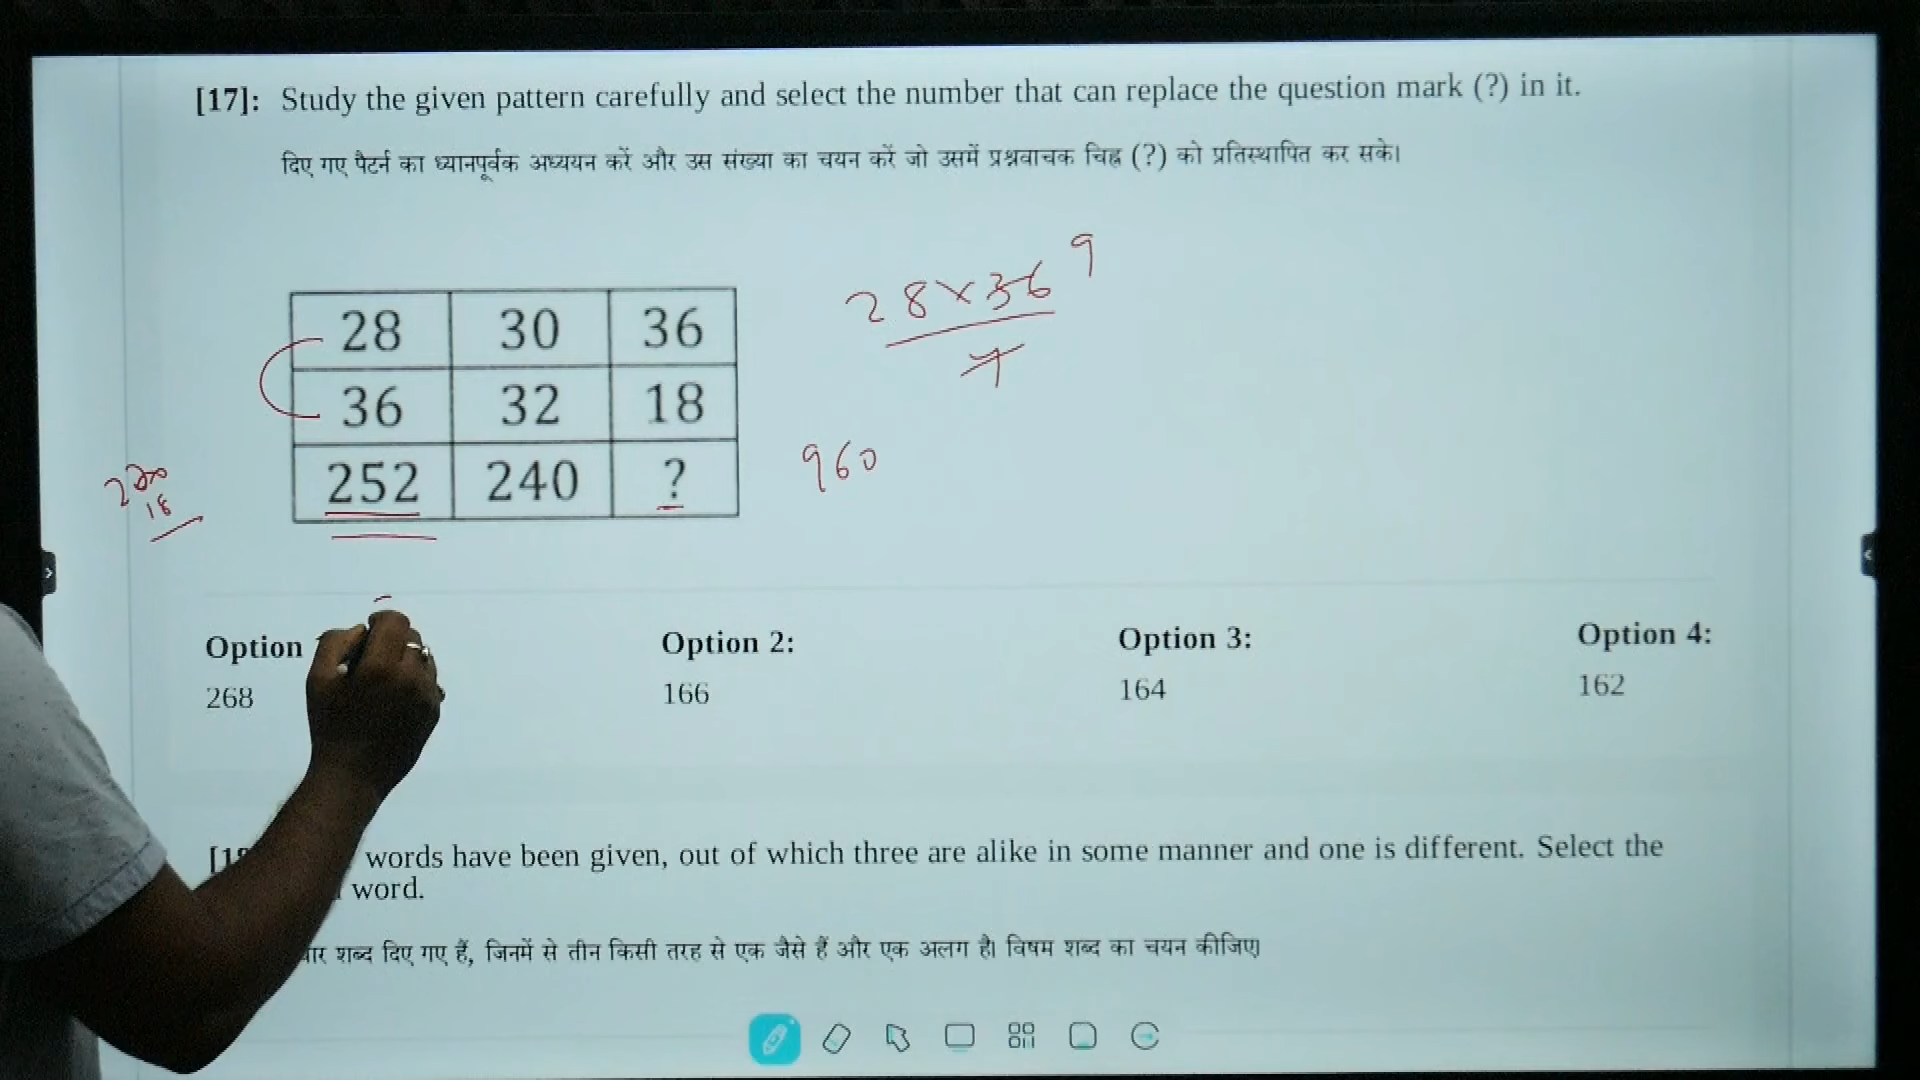 [17]: Study the given pattern carefully and select the number that can replace the question mark (?) in it.
दिए गए पैटर्न का ध्यानपूर्वक अध्ययन करें और उस संख्या का चयन करें जो उसमें प्रश्नवाचक चिह्न (?) को प्रतिस्थापित कर सके।
28 30 36
36 32 18
252 240 ?
28×36 9
7
960
18
Option
268
Option 2:
166
Option 3:
164
Option 4:
162
words have been given, out of which three are alike in some manner and one is different. Select the
word.
शब्द दिए गए हैं, जिनमें से तीन किसी तरह से एक जैसे हैं और एक अलग है। विषम शब्द का चयन कीजिए।